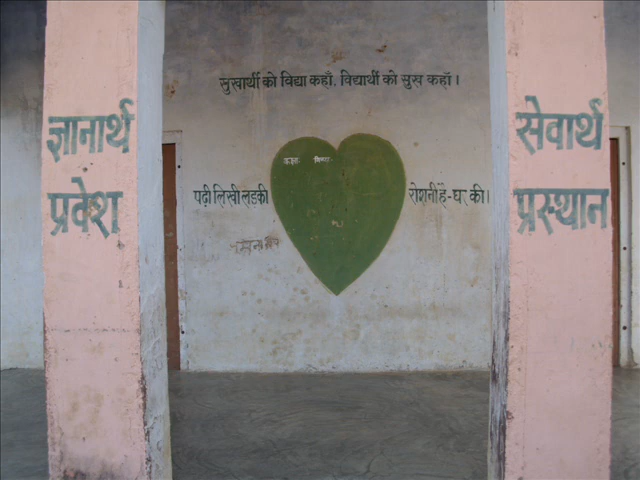 सुखार्थी को विद्या कहाँ, विद्यार्थी को सुख कहाँ।
ज्ञानार्थ
प्रवेश
पढ़ी लिखी लड़की
रोशनी है - घर की।
सेवार्थ
प्रस्थान